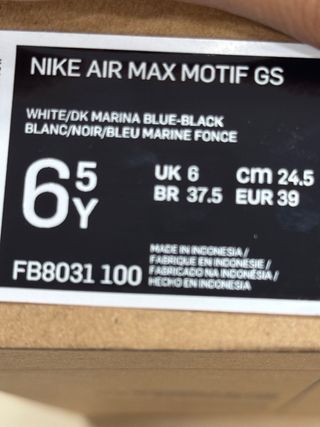 NIKE AIR MAX MOTIF GS
WHITE/DK MARINA BLUE-BLACK
BLANC/NOIR/BLEU MARINE FONCE
6 5 Y
UK 6 cm 24.5
BR 37.5 EUR 39
FB8031 100
MADE IN INDONESIA /
FABRIQUE EN INDONESIE /
FABRICADO NA INDONESIA /
HECHO EN INDONESIA